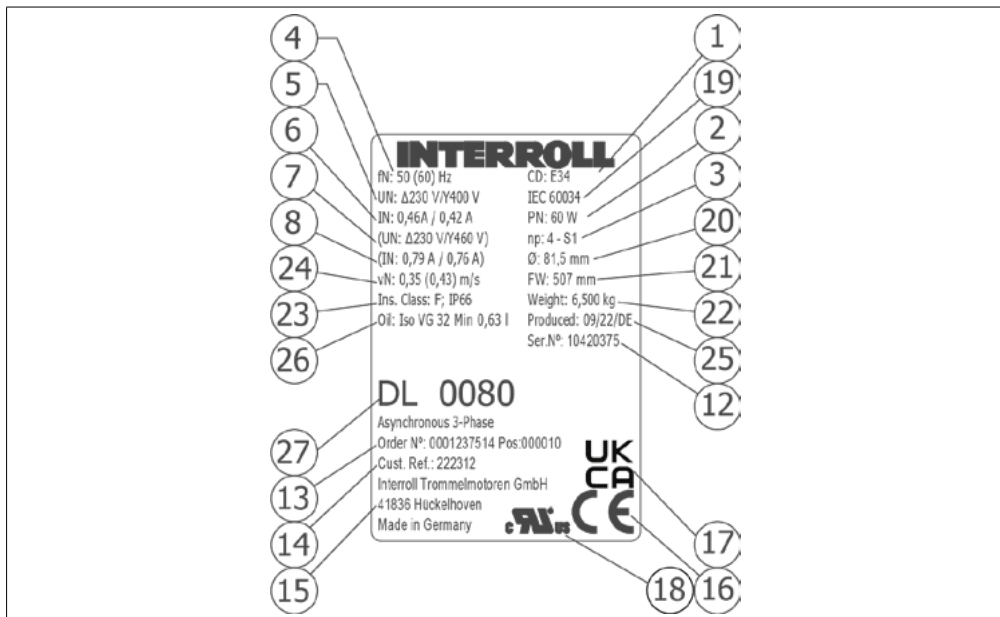 4
5
6
7
8
24
23
26
27
13
14
15
1
19
2
3
20
21
22
25
12
17
16
18
INTERROLL
fN: 50 (60) Hz
CD: E34
UN: Δ230 V/Y400 V
IEC 60034
IN: 0,46A / 0,42 A
PN: 60 W
(UN: Δ230 V/Y460 V)
np: 4 - S1
(IN: 0,79 A / 0,76 A)
Ø: 81,5 mm
vN: 0,35 (0,43) m/s
FW: 507 mm
Ins. Class: F; IP66
Weight: 6,500 kg
Oil: Iso VG 32 Min 0,63 l
Produced: 09/22/DE
Ser.Nº: 10420375
DL 0080
Asynchronous 3-Phase
Order Nº: 0001237514 Pos:000010
Cust. Ref.: 222312
Interroll Trommelmotoren GmbH
41836 Hückelhoven
Made in Germany
UK
CA
c RU us
CE